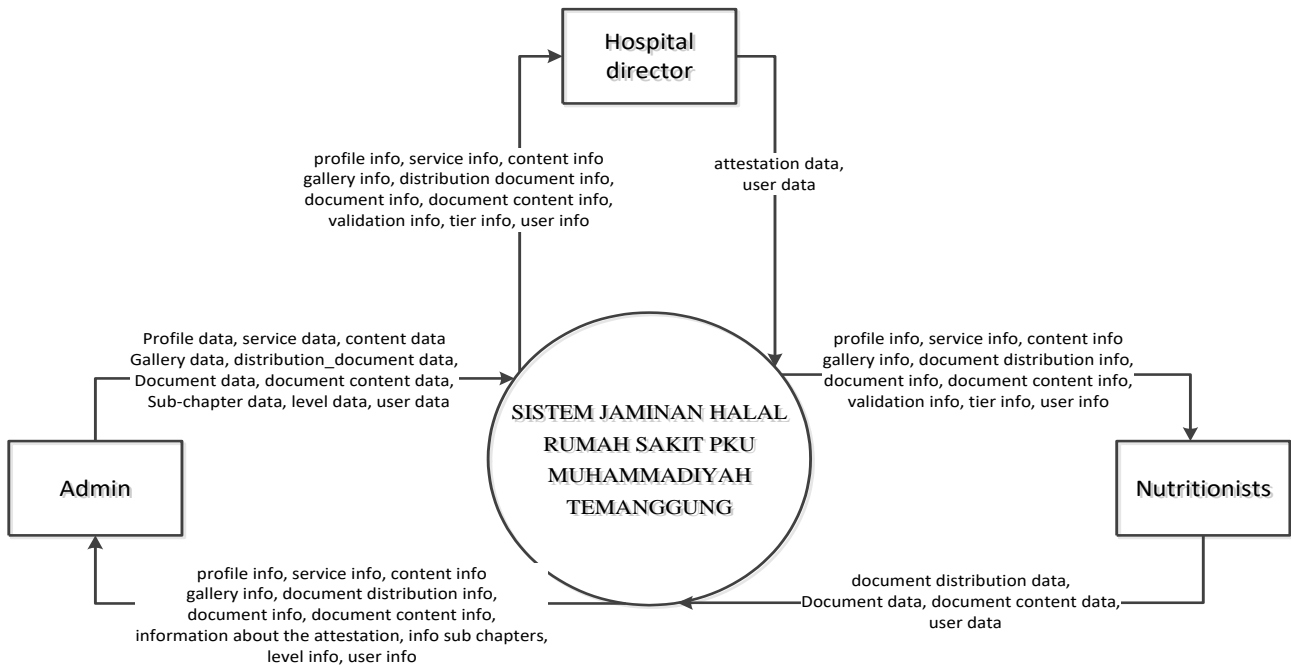 Hospital
director
profile info, service info, content info
gallery info, distribution document info,
document info, document content info,
validation info, tier info, user info
attestation data,
user data
Profile data, service data, content data
Gallery data, distribution_document data,
Document data, document content data,
Sub-chapter data, level data, user data
profile info, service info, content info
gallery info, document distribution info,
document info, document content info,
validation info, tier info, user info
SISTEM JAMINAN HALAL
RUMAH SAKIT PKU
MUHAMMADIYAH
TEMANGGUNG
Admin
Nutritionists
profile info, service info, content info
gallery info, document distribution info,
document info, document content info,
information about the attestation, info sub chapters,
level info, user info
document distribution data,
Document data, document content data,
user data